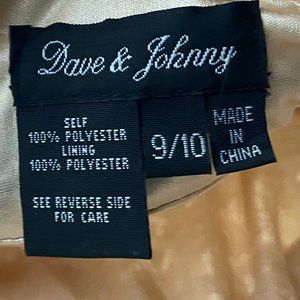 Dave & Johnny
SELF
100% POLYESTER
LINING
100% POLYESTER
SEE REVERSE SIDE
FOR CARE
9/10
MADE
IN
CHINA